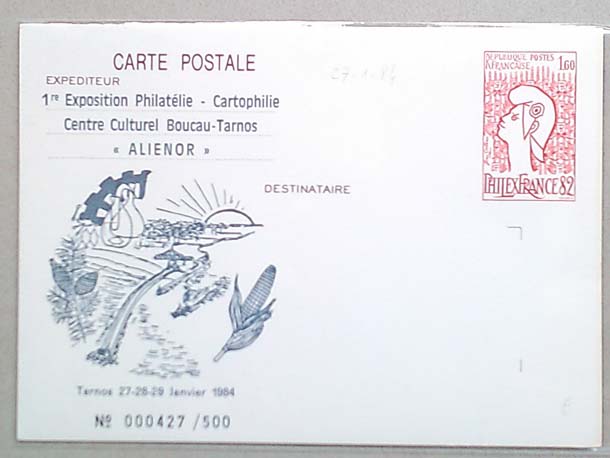 CARTE POSTALE
EXPEDITEUR
1re Exposition Philatélie - Cartophilie
Centre Culturel Boucau-Tarnos
« ALIENOR »
27-1-84
REPUBLIQUE POSTES
FRANCAISE 1,60
PHILEXFRANCE 82
DESTINATAIRE
Tarnos 27-28-29 Janvier 1984
Nº 000427 /500